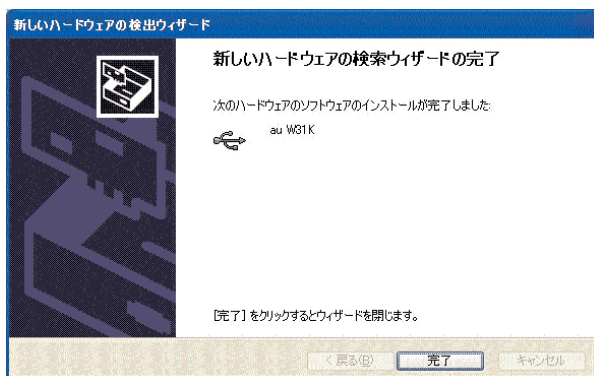 新しいハードウェアの検出ウィザード
新しいハードウェアの検索ウィザードの完了
次のハードウェアのソフトウェアのインストールが完了しました:
au W31K
[完了] をクリックするとウィザードを閉じます。
< 戻る(B)
完了
キャンセル